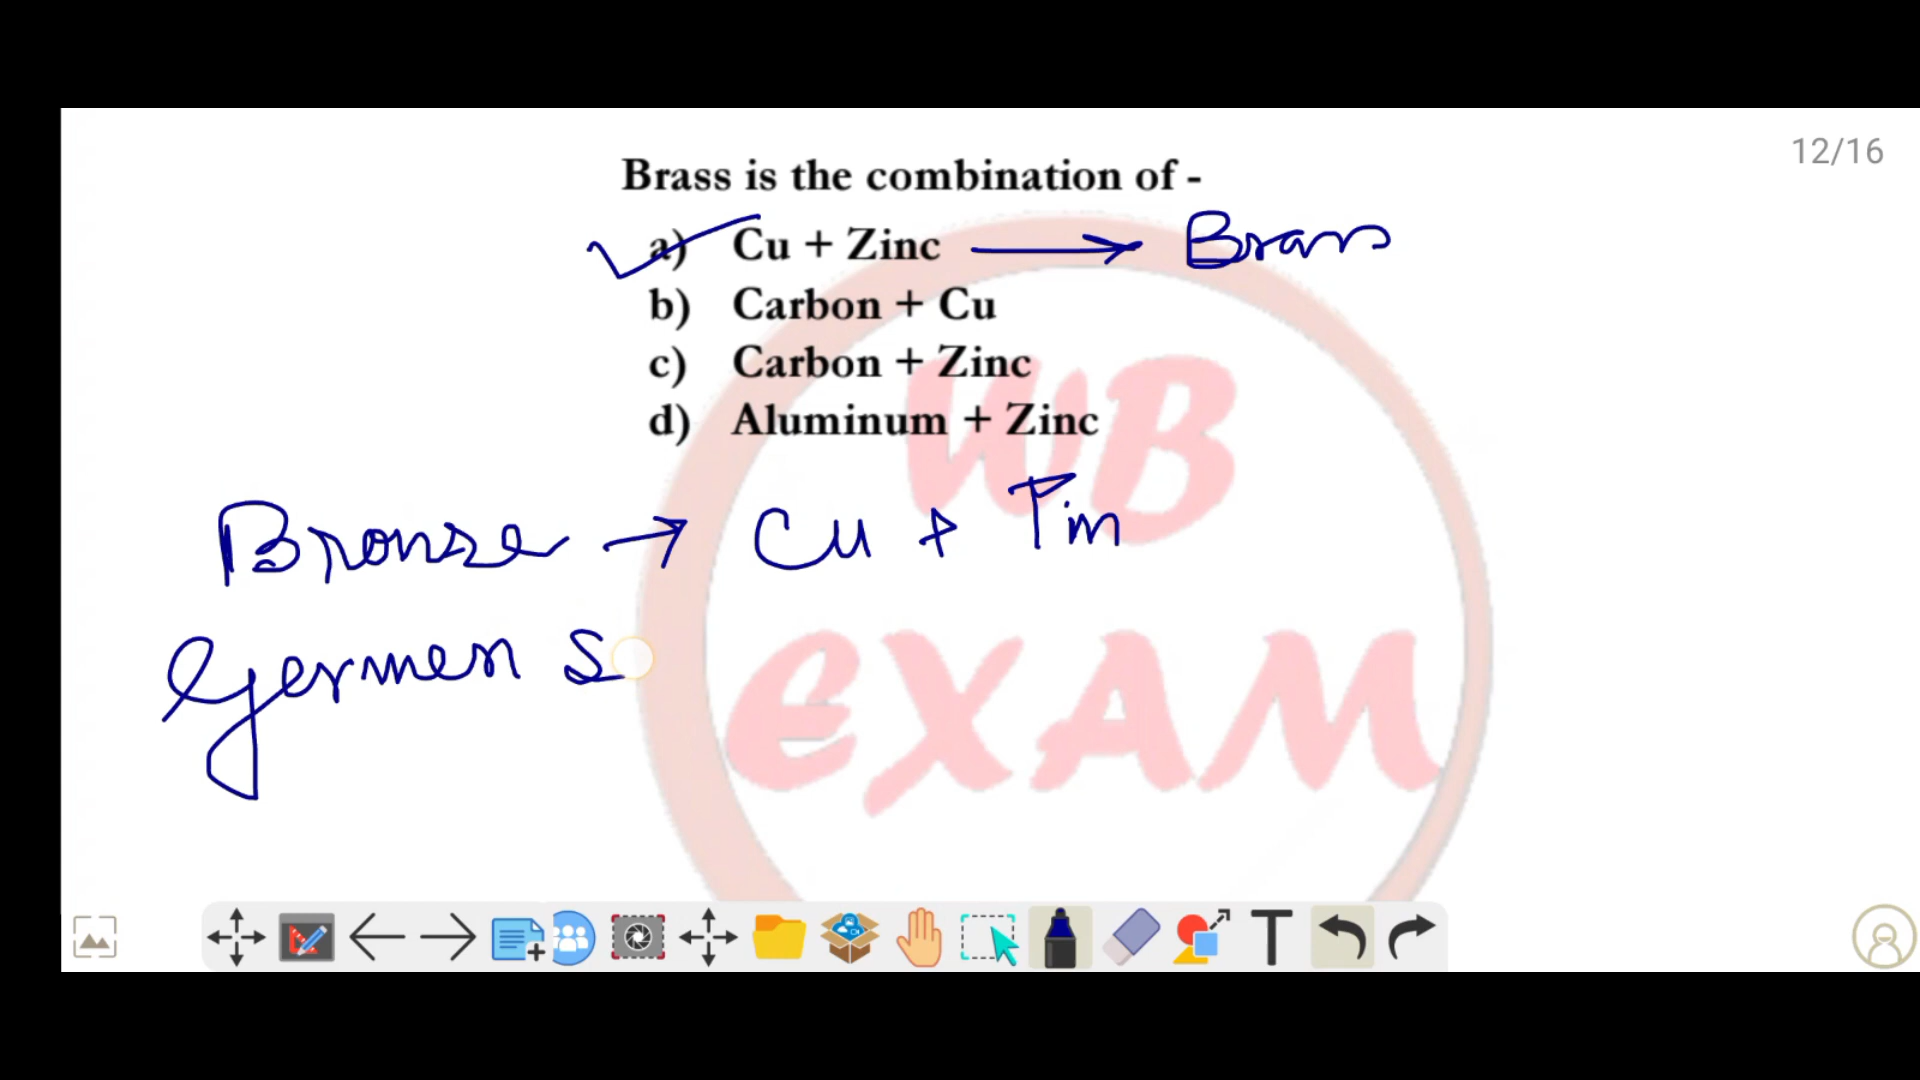 12/16
Brass is the combination of -
a) Cu + Zinc → Brass
b) Carbon + Cu
c) Carbon + Zinc
d) Aluminum + Zinc
Bronze → Cu + Tin
Germen S
WB
EXAM
T